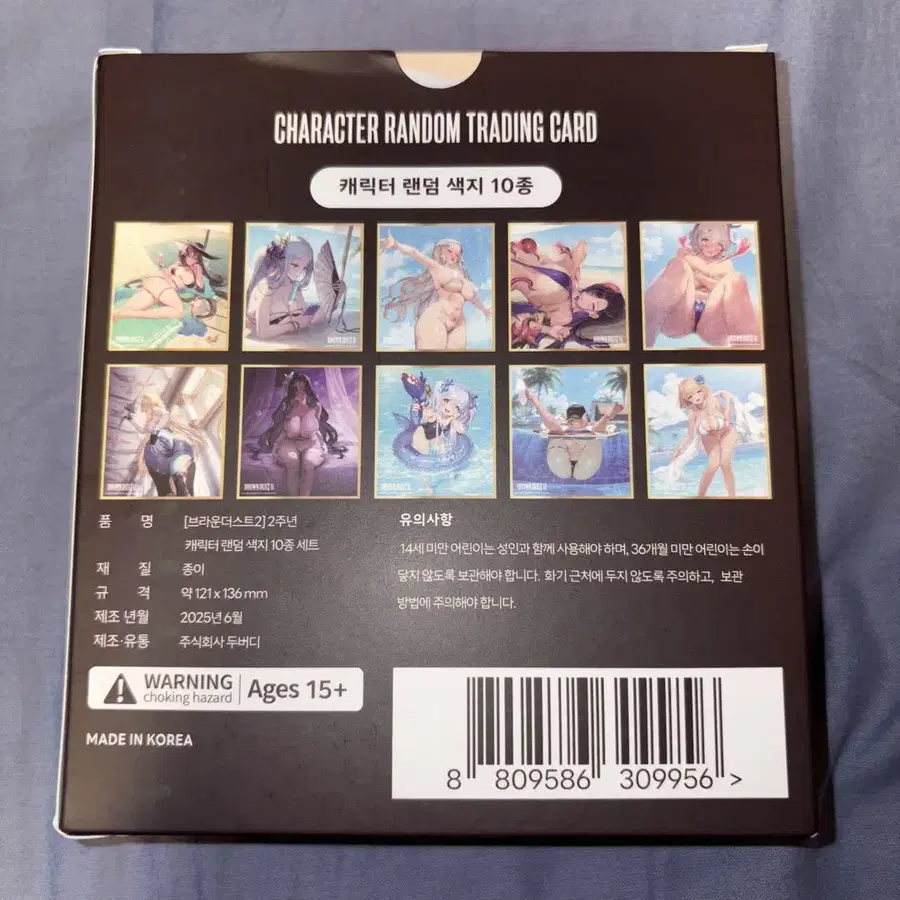 CHARACTER RANDOM TRADING CARD
캐릭터 랜덤 색지 10종
품 명 [브라운더스트2] 2주년
캐릭터 랜덤 색지 10종 세트
재 질 종이
규 격 약 121 x 136 mm
제조 년월 2025년 6월
제조·유통 주식회사 두버디
유의사항
14세 미만 어린이는 성인과 함께 사용해야 하며, 36개월 미만 어린이는 손이
닿지 않도록 보관해야 합니다. 화기 근처에 두지 않도록 주의하고, 보관
방법에 주의해야 합니다.
WARNING
choking hazard
Ages 15+
MADE IN KOREA
8 809586 309956 >